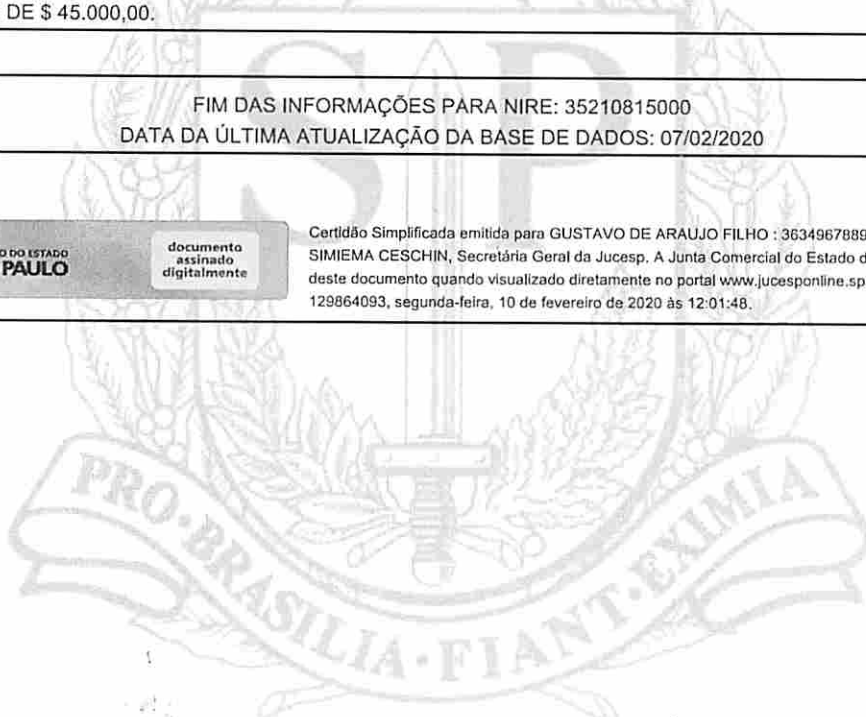 DE $ 45.000,00.
FIM DAS INFORMAÇÕES PARA NIRE: 35210815000
DATA DA ÚLTIMA ATUALIZAÇÃO DA BASE DE DADOS: 07/02/2020
O DO ESTADO
PAULO
documento
assinado
digitalmente
Certidão Simplificada emitida para GUSTAVO DE ARAUJO FILHO : 3634967889
SIMIEMA CESCHIN, Secretária Geral da Jucesp. A Junta Comercial do Estado d
deste documento quando visualizado diretamente no portal www.jucesponline.sp
129864093, segunda-feira, 10 de fevereiro de 2020 às 12:01:48.
SP
PRO·BRASILIA·FIANT·EXIMIA